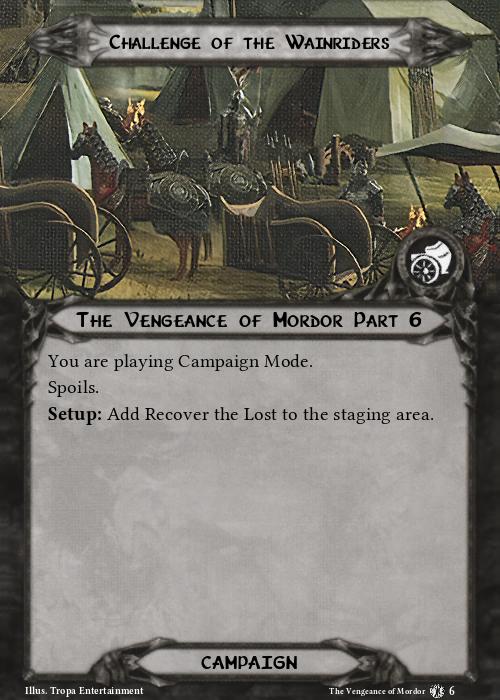 Challenge of the Wainriders
The Vengeance of Mordor Part 6
You are playing Campaign Mode.
Spoils.
Setup: Add Recover the Lost to the staging area.
CAMPAIGN
Illus. Tropa Entertainment
The Vengeance of Mordor 6